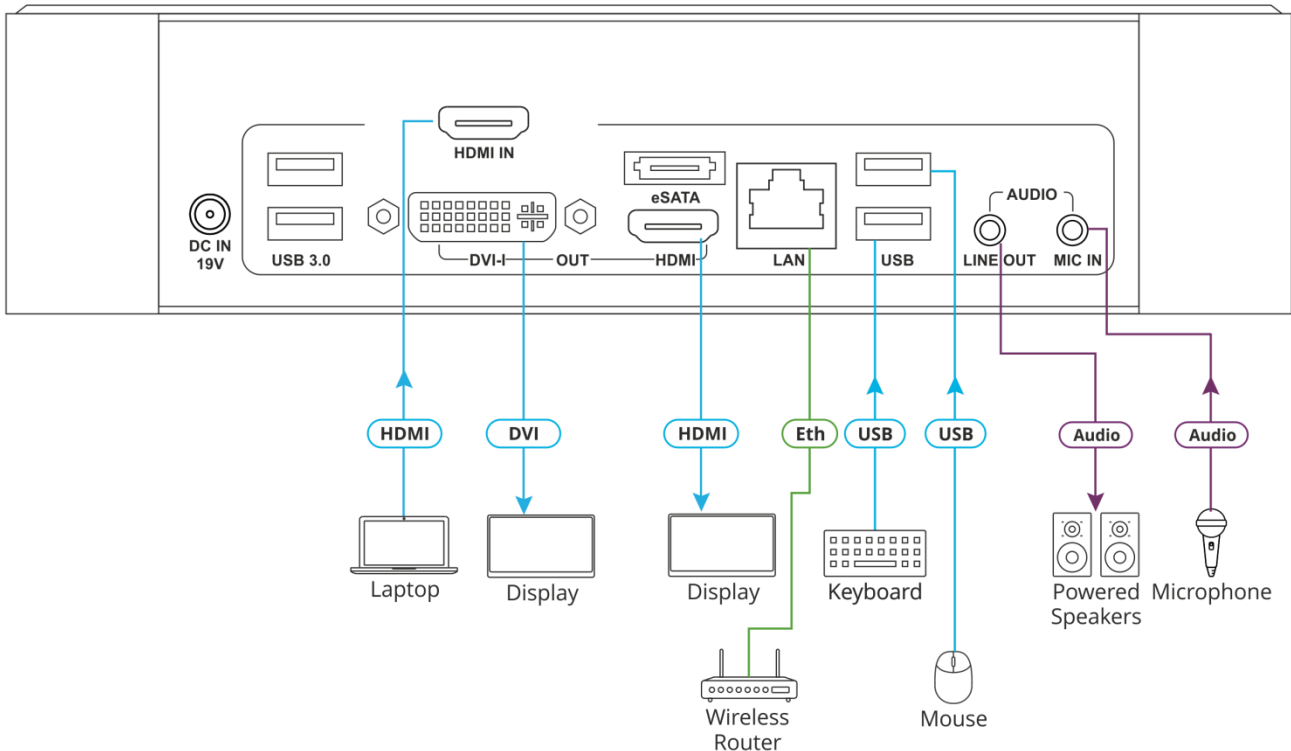 HDMI IN
eSATA
AUDIO
DC IN
19V
USB 3.0
DVI-I
OUT
HDMI
LAN
USB
LINE OUT
MIC IN
HDMI
DVI
HDMI
Eth
USB
USB
Audio
Audio
Laptop
Display
Display
Keyboard
Powered
Speakers
Microphone
Wireless
Router
Mouse